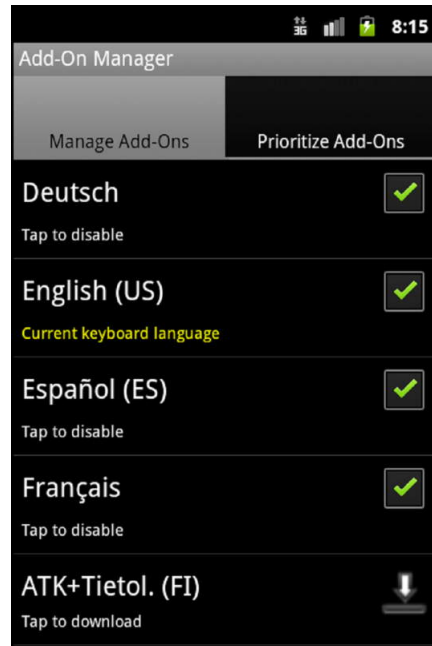 3G 8:15
Add-On Manager
Manage Add-Ons Prioritize Add-Ons
Deutsch
Tap to disable
English (US)
Current keyboard language
Español (ES)
Tap to disable
Français
Tap to disable
ATK+Tietol. (FI)
Tap to download